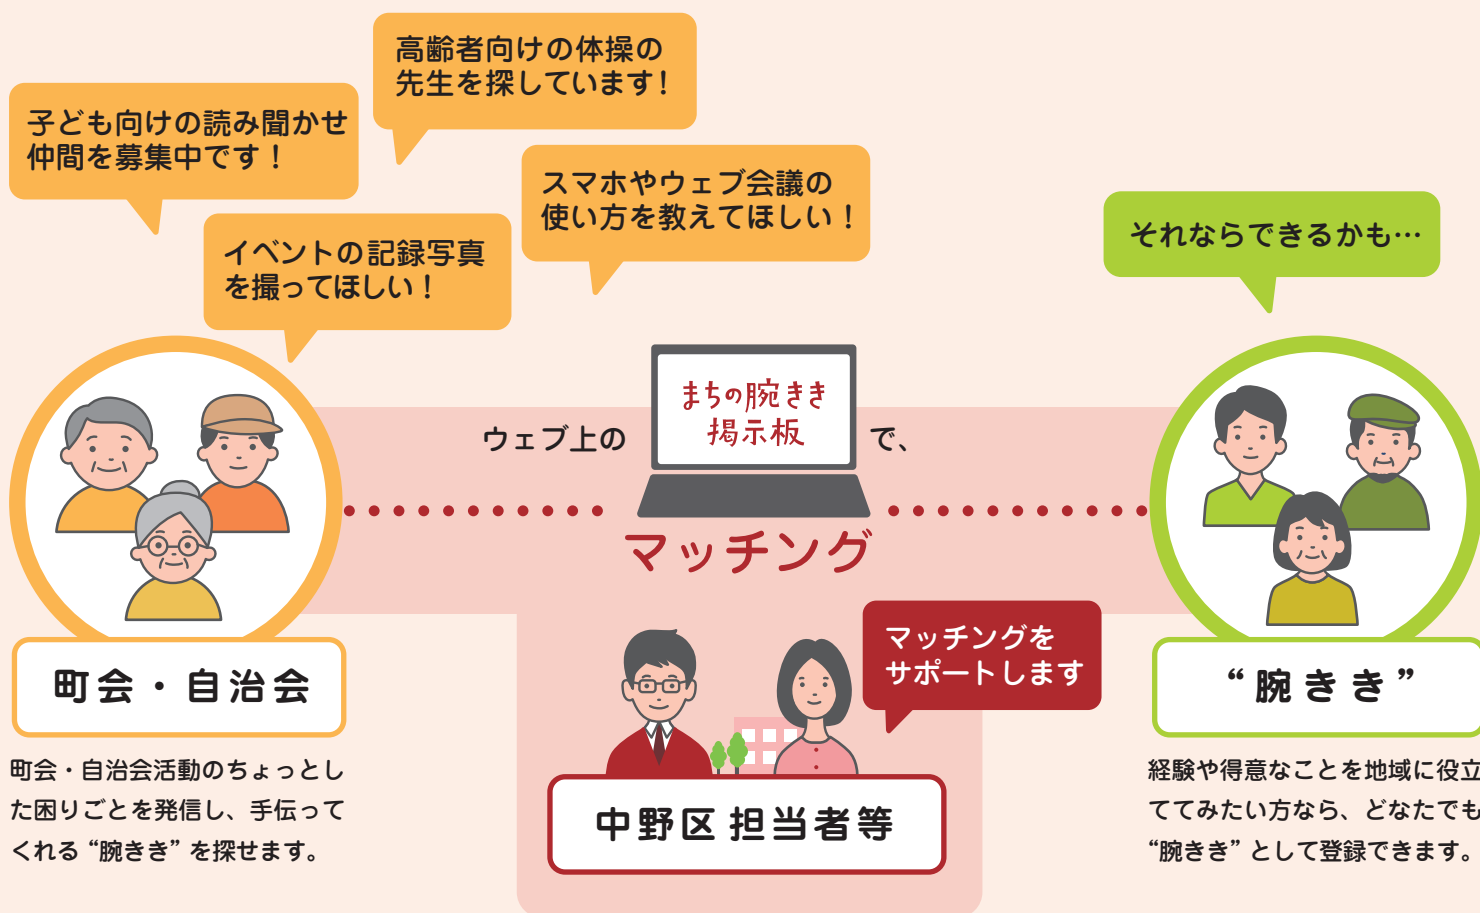 高齢者向けの体操の
先生を探しています!
子ども向けの読み聞かせ
仲間を募集中です!
スマホやウェブ会議の
使い方を教えてほしい!
イベントの記録写真
を撮ってほしい!
それならできるかも…
ウェブ上の
まちの腕きき
掲示板
で、
マッチング
マッチングを
サポートします
町会・自治会
町会・自治会活動のちょっとし
た困りごとを発信し、手伝って
くれる“腕きき”を探せます。
中野区 担当者等
“腕きき”
経験や得意なことを地域に役立
ててみたい方なら、どなたでも
“腕きき”として登録できます。